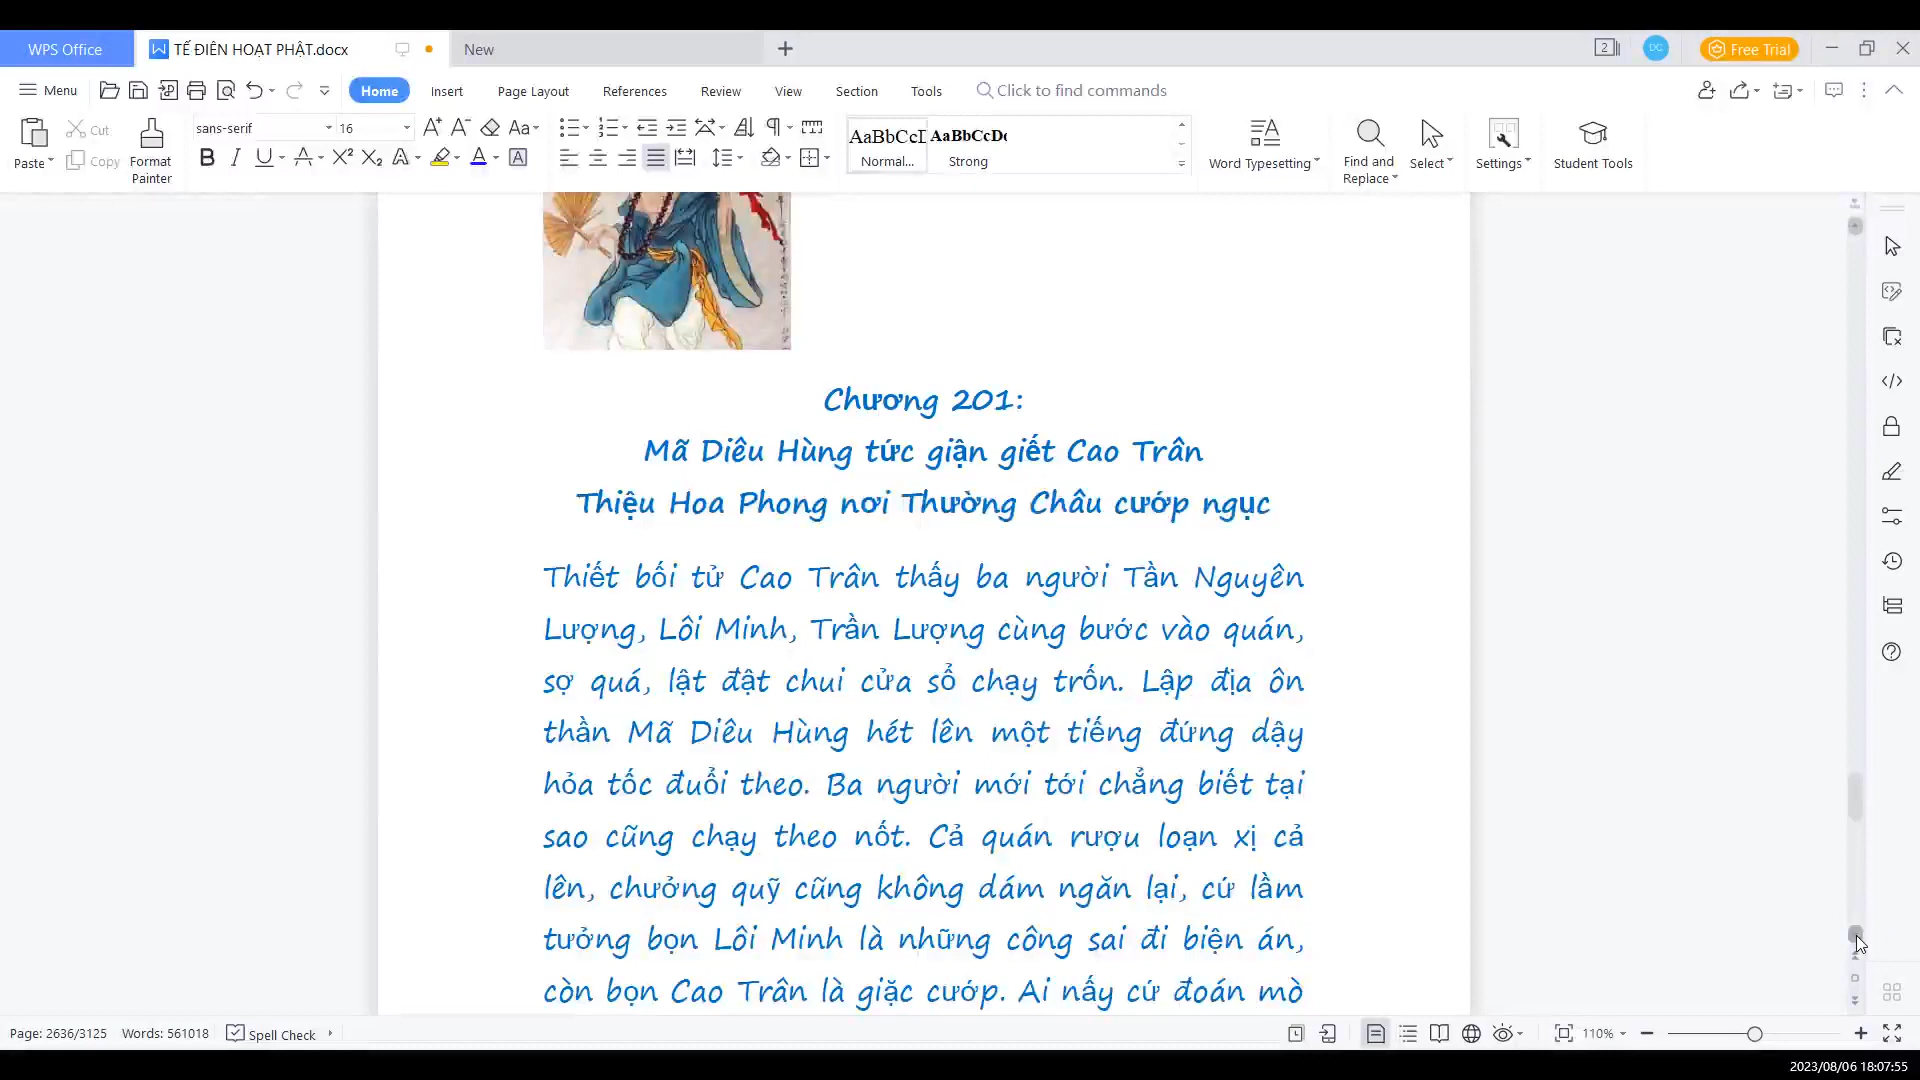 WPS Office
TẾ ĐIÊN HOẠT PHẬT.docx
New
2
DC
Free Trial
Menu
Home
Insert
Page Layout
References
Review
View
Section
Tools
Click to find commands
Paste
Cut
Copy
Format
Painter
sans-serif
16
AaBbCcD
Normal...
AaBbCcDc
Strong
Word Typesetting
Find and
Replace
Select
Settings
Student Tools
Chương 201:
Mã Diêu Hùng tức giận giết Cao Trân
Thiệu Hoa Phong nơi Thường Châu cướp ngục
Thiết bối tử Cao Trân thấy ba người Tần Nguyên
Lượng, Lôi Minh, Trần Lượng cùng bước vào quán,
sợ quá, lật đật chui cửa sổ chạy trốn. Lập địa ôn
thần Mã Diêu Hùng hét lên một tiếng đứng dậy
hỏa tốc đuổi theo. Ba người mới tới chẳng biết tại
sao cũng chạy theo nốt. Cả quán rượu loạn xị cả
lên, chưởng quỹ cũng không dám ngăn lại, cứ lầm
tưởng bọn Lôi Minh là những công sai đi biện án,
còn bọn Cao Trân là giặc cướp. Ai nấy cứ đoán mò
Page: 2636/3125
Words: 561018
Spell Check
110%
2023/08/06 18:07:55